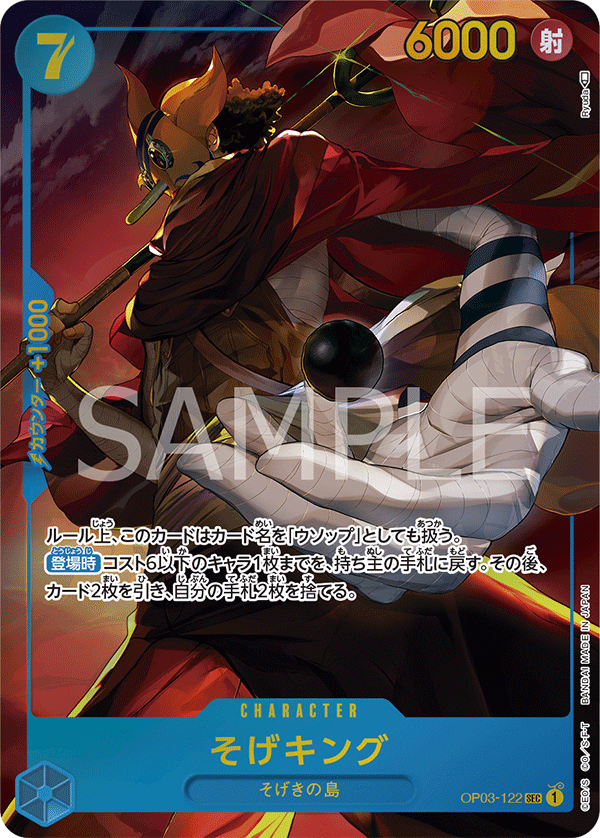 7
6000
射
Ryuda
カウンター+1000
SAMPLE
ルール上、このカードはカード名を「ウソップ」としても扱う。
登場時 コスト6以下のキャラ1枚までを、持ち主の手札に戻す。その後、
カード2枚を引き、自分の手札2枚を捨てる。
©EO/S ©O/S･F･T BANDAI MADE IN JAPAN
CHARACTER
そげキング
そげきの島
OP03-122 SEC 1